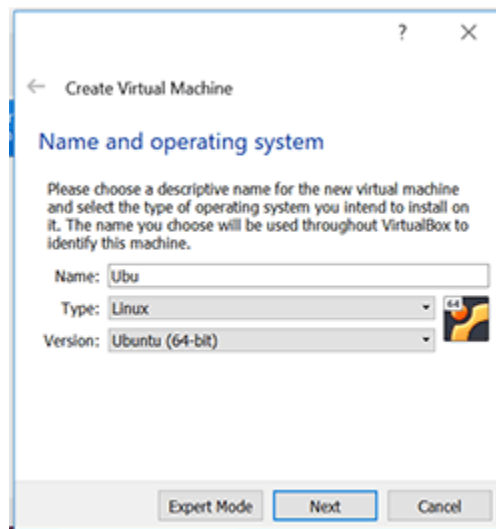 ?
Create Virtual Machine
Name and operating system
Please choose a descriptive name for the new virtual machine
and select the type of operating system you intend to install on
it. The name you choose will be used throughout VirtualBox to
identify this machine.
Name: Ubu
Type: Linux
64
Version: Ubuntu (64-bit)
Expert Mode Next Cancel